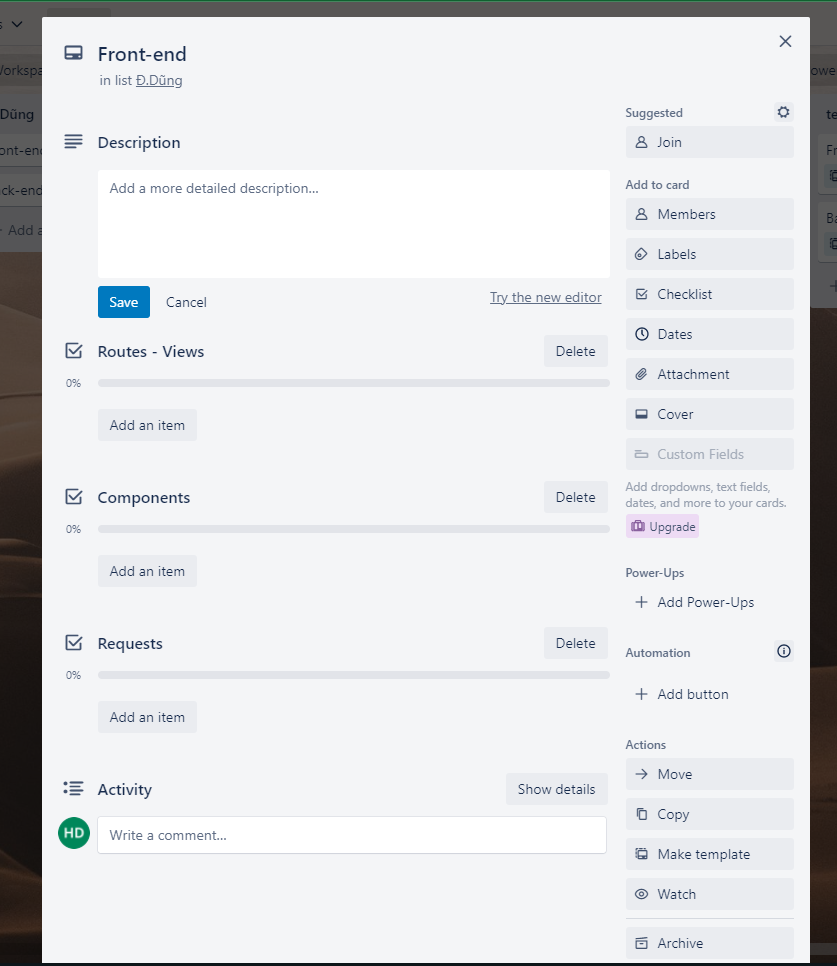 Front-end
in list Đ.Dũng
Description
Add a more detailed description…
Save
Cancel
Try the new editor
Routes - Views
Delete
0%
Add an item
Components
Delete
0%
Add an item
Requests
Delete
0%
Add an item
Activity
Show details
HD
Write a comment…
Suggested
Join
Add to card
Members
Labels
Checklist
Dates
Attachment
Cover
Custom Fields
Add dropdowns, text fields,
dates, and more to your cards.
Upgrade
Power-Ups
Add Power-Ups
Automation
Add button
Actions
Move
Copy
Make template
Watch
Archive
Dũng
Add a